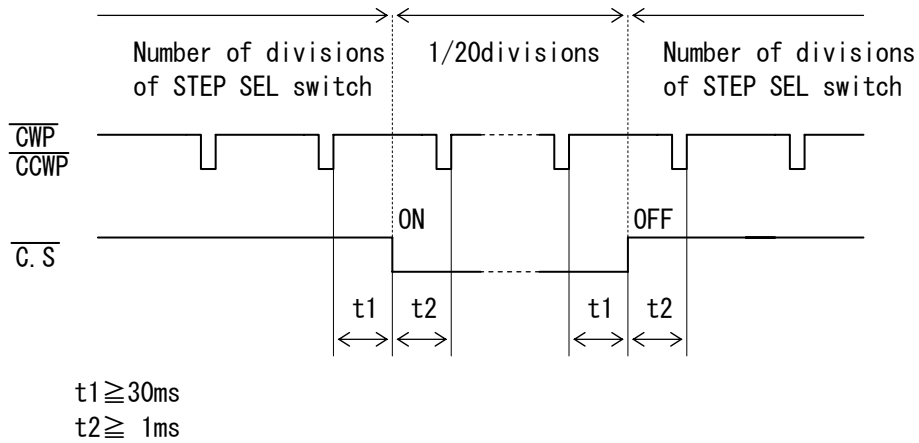 Number of divisions
of STEP SEL switch
1/20divisions
Number of divisions
of STEP SEL switch
CWP
CCWP
ON
OFF
C.S
t1
t2
t1
t2
t1≧30ms
t2≧ 1ms